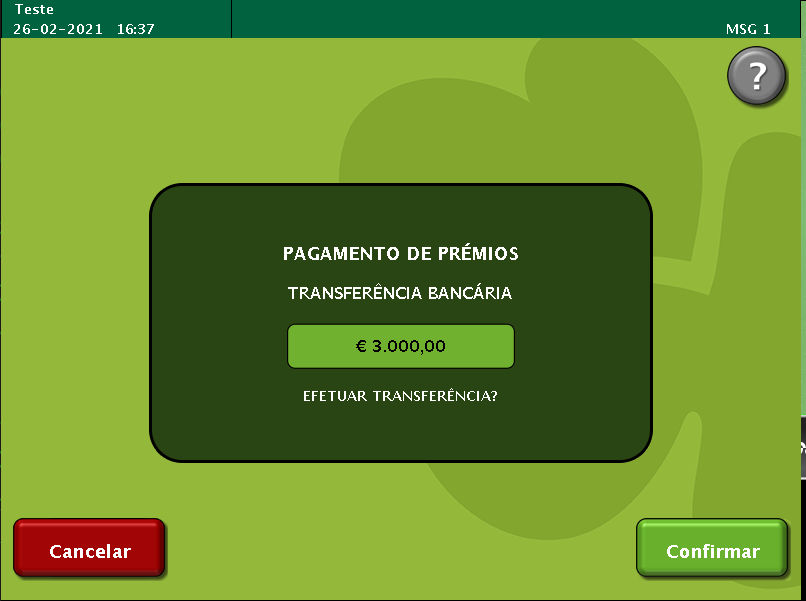 Teste
26-02-2021 16:37
MSG 1
?
PAGAMENTO DE PRÉMIOS
TRANSFERÊNCIA BANCÁRIA
€ 3.000,00
EFETUAR TRANSFERÊNCIA?
Cancelar
Confirmar